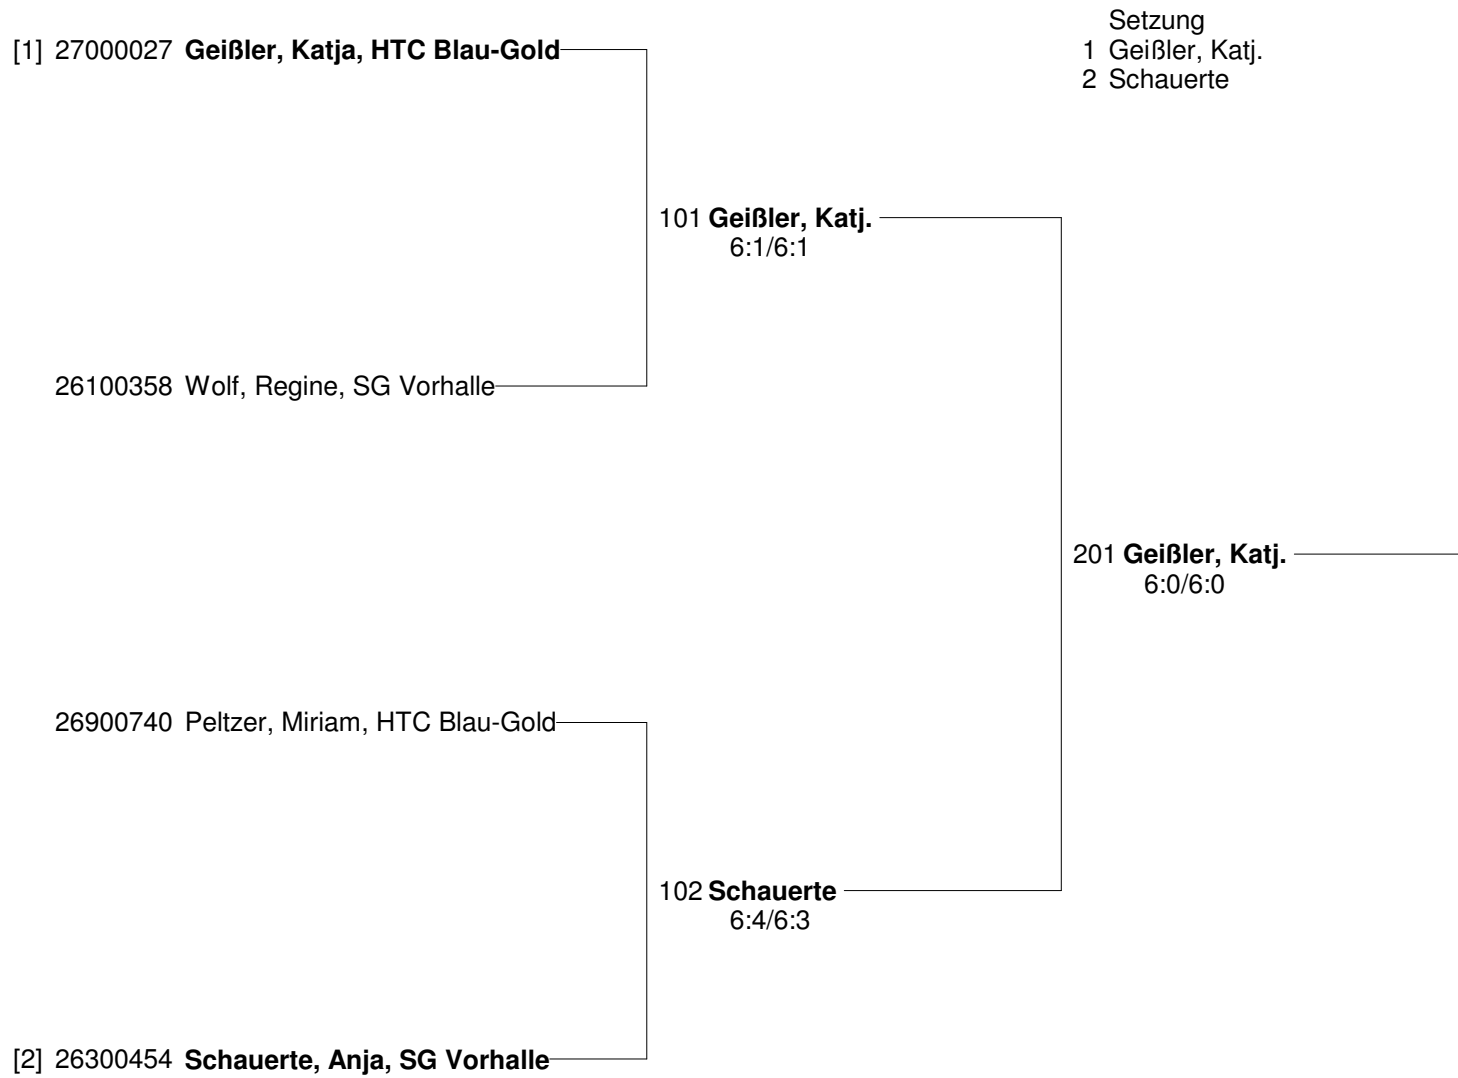 Setzung
1 Geißler, Katj.
2 Schauerte
[1] 27000027 Geißler, Katja, HTC Blau-Gold
101 Geißler, Katj.
6:1/6:1
26100358 Wolf, Regine, SG Vorhalle
201 Geißler, Katj.
6:0/6:0
26900740 Peltzer, Miriam, HTC Blau-Gold
102 Schauerte
6:4/6:3
[2] 26300454 Schauerte, Anja, SG Vorhalle